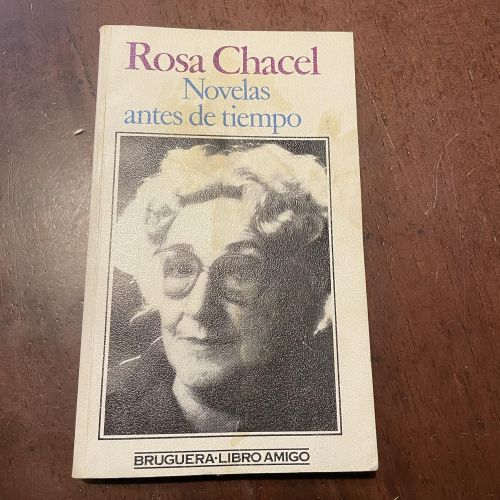 Rosa Chacel
Novelas
antes de tiempo
BRUGUERA·LIBRO AMIGO